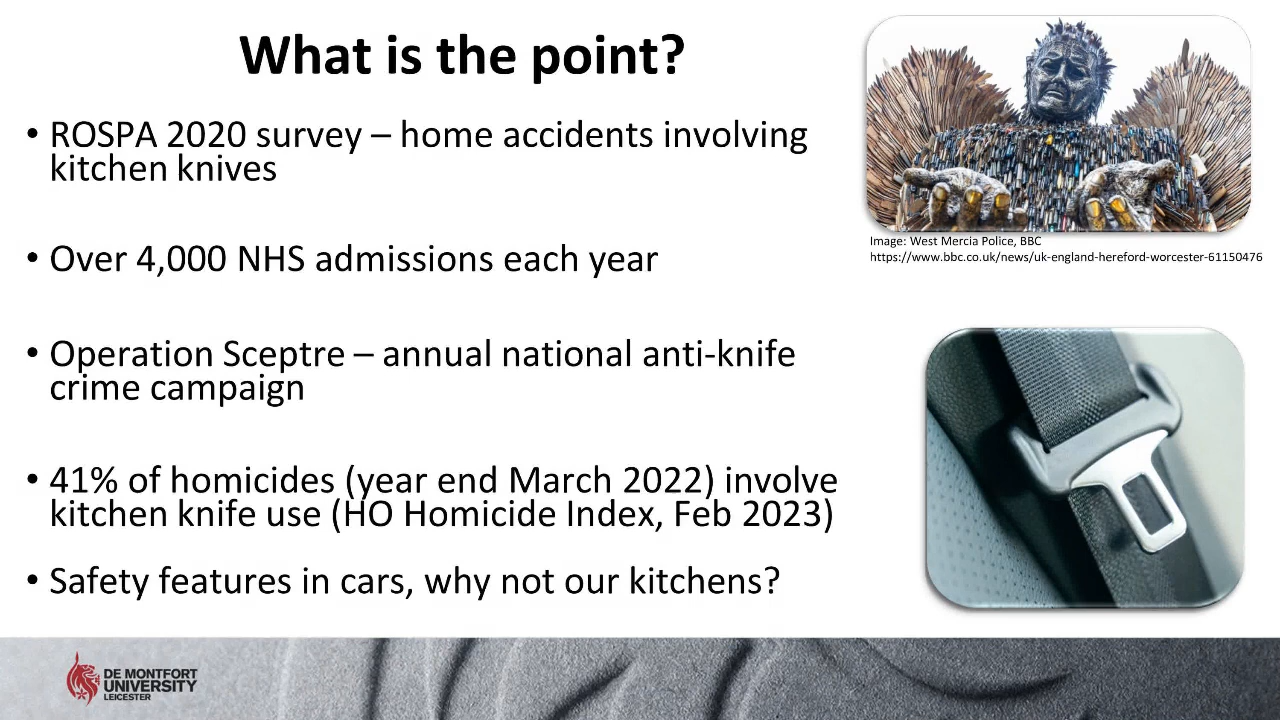 What is the point?
• ROSPA 2020 survey – home accidents involving
kitchen knives
• Over 4,000 NHS admissions each year
• Operation Sceptre – annual national anti-knife
crime campaign
• 41% of homicides (year end March 2022) involve
kitchen knife use (HO Homicide Index, Feb 2023)
• Safety features in cars, why not our kitchens?
Image: West Mercia Police, BBC
https://www.bbc.co.uk/news/uk-england-hereford-worcester-61150476
DE MONTFORT
UNIVERSITY
LEICESTER